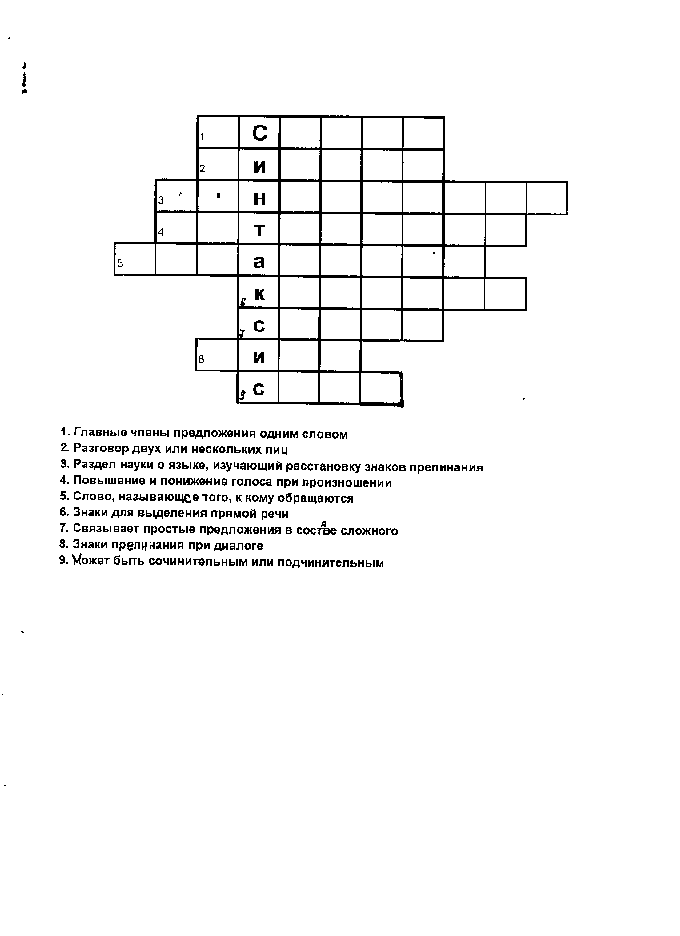 1 С
2 и
3 н
4 т
5 а
6 к
7 с
8 и
9 с
1. Главные члены предложения одним словом
2. Разговор двух или нескольких лиц
3. Раздел науки о языке, изучающий расстановку знаков препинания
4. Повышение и понижение голоса при произношении
5. Слово, называющее того, к кому обращаются
6. Знаки для выделения прямой речи
7. Связывает простые предложения в составе сложного
8. Знаки препинания при диалоге
9. Может быть сочинительным или подчинительным